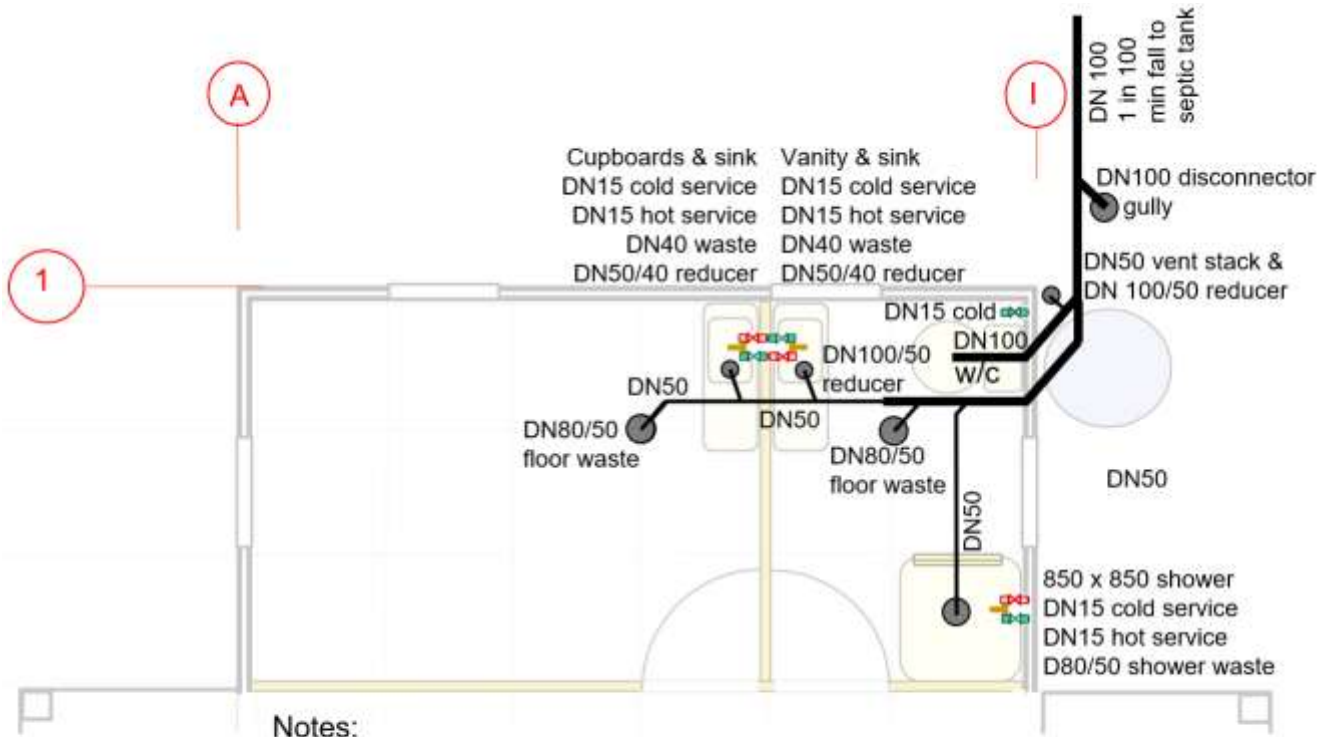 DN 100
1 in 100
min fall to
septic tank
A
I
Cupboards & sink
DN15 cold service
DN15 hot service
DN40 waste
DN50/40 reducer
Vanity & sink
DN15 cold service
DN15 hot service
DN40 waste
DN50/40 reducer
DN100 disconnector
gully
1
DN50 vent stack &
DN 100/50 reducer
DN15 cold
DN100
W/C
DN100/50
reducer
DN50
DN50
DN80/50
floor waste
DN80/50
floor waste
DN50
DN50
850 x 850 shower
DN15 cold service
DN15 hot service
D80/50 shower waste
Notes: